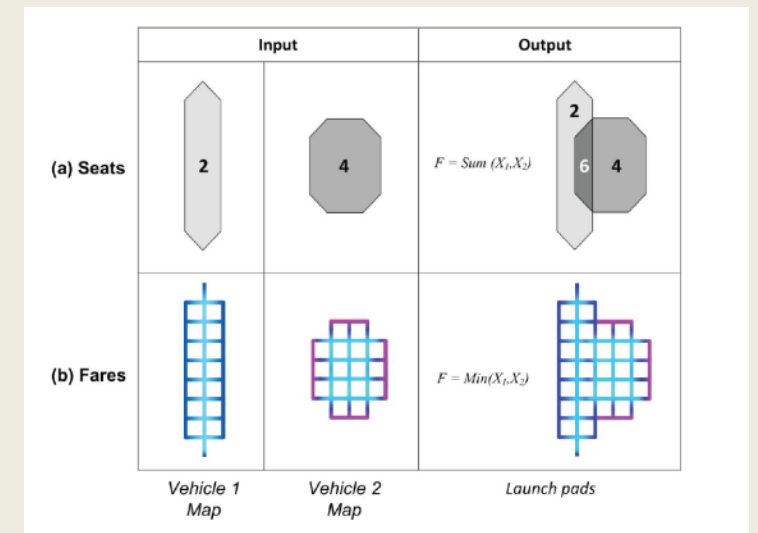 Input
Output
(a) Seats
2
4
F = Sum (X₁,X₂)
2
6
4
(b) Fares
F = Min(X₁,X₂)
Vehicle 1
Map
Vehicle 2
Map
Launch pads